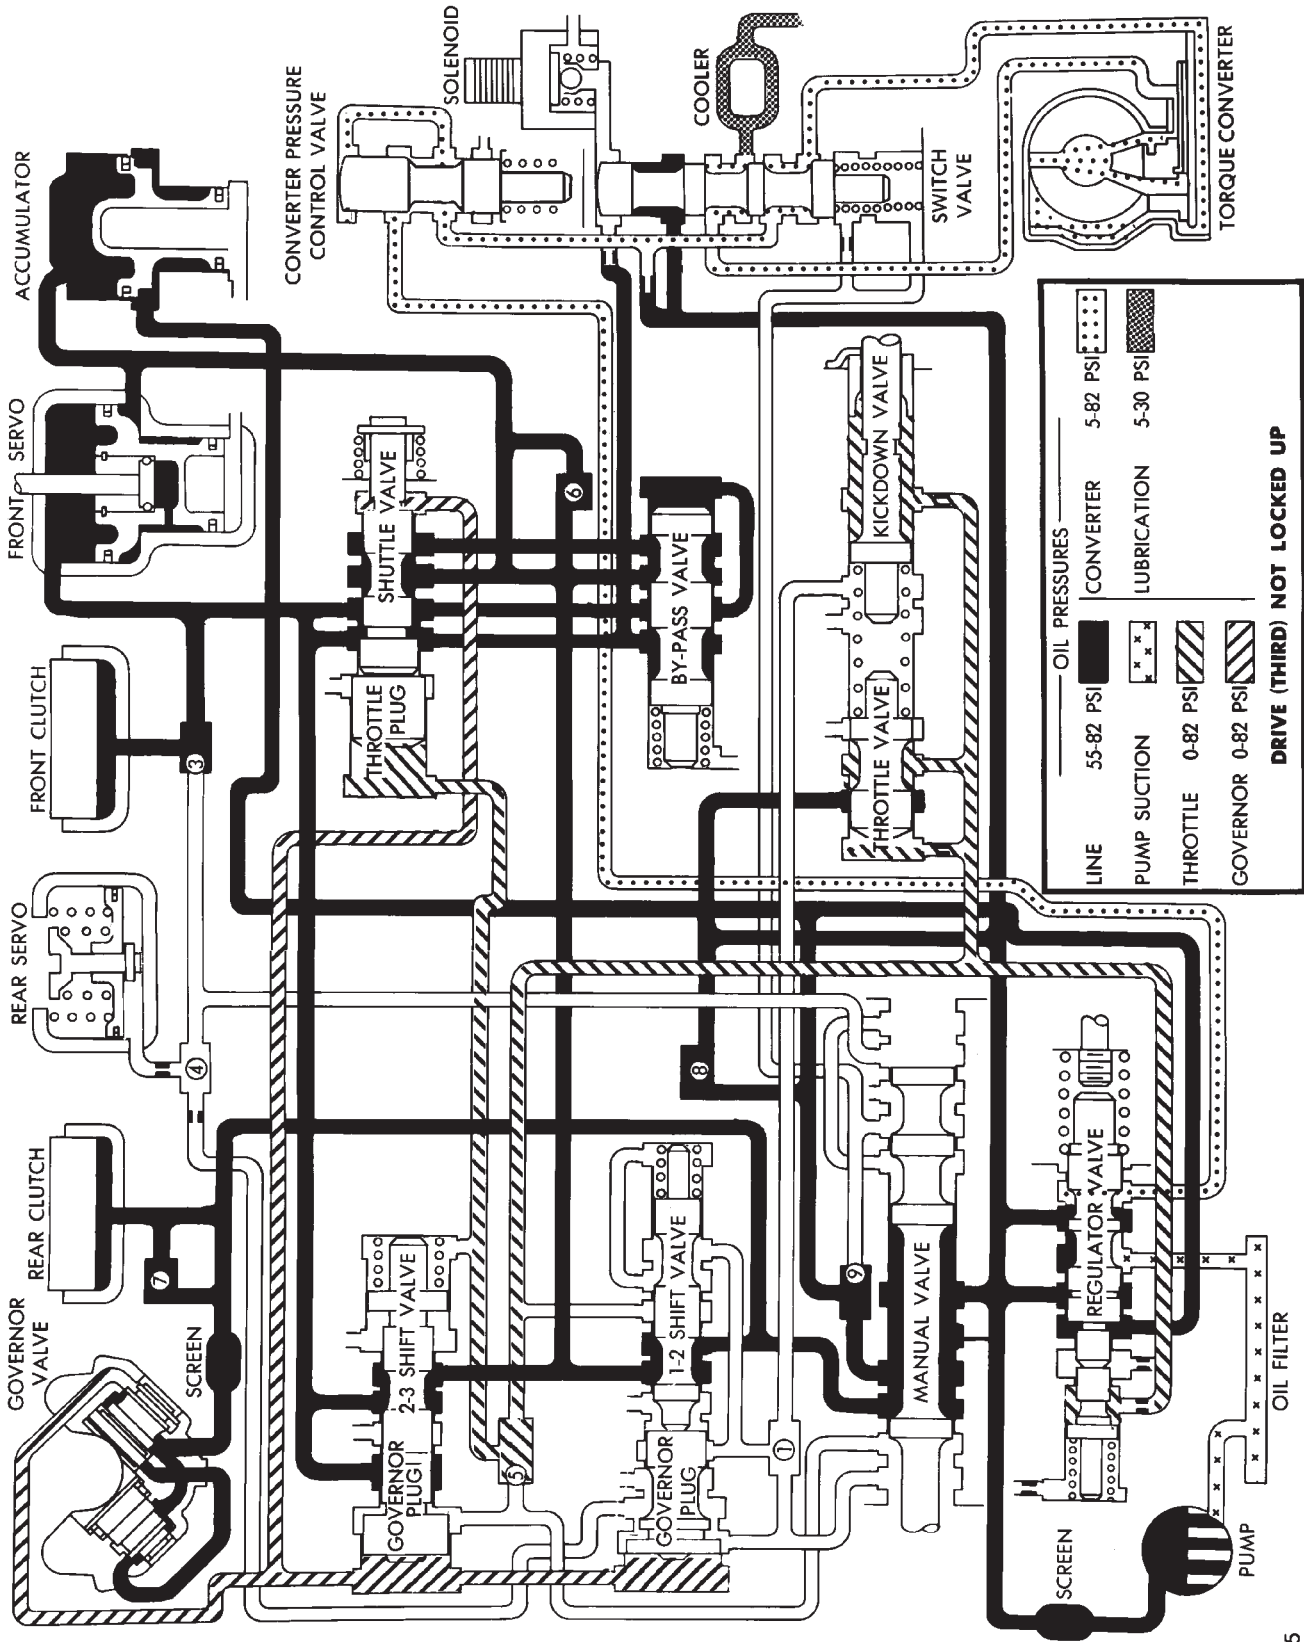 GOVERNOR
VALVE
REAR CLUTCH
REAR SERVO
FRONT CLUTCH
FRONT SERVO
ACCUMULATOR
SCREEN
7
4
3
CONVERTER PRESSURE
CONTROL VALVE
SOLENOID
GOVERNOR
PLUG
2-3 SHIFT VALVE
THROTTLE
PLUG
SHUTTLE VALVE
5
6
COOLER
GOVERNOR
PLUG
1-2 SHIFT VALVE
8
BY-PASS VALVE
1
9
THROTTLE VALVE
KICKDOWN VALVE
SWITCH
VALVE
MANUAL VALVE
REGULATOR VALVE
TORQUE CONVERTER
SCREEN
PUMP
OIL FILTER
OIL PRESSURES
LINE 55-82 PSI
CONVERTER 5-82 PSI
PUMP SUCTION
LUBRICATION 5-30 PSI
THROTTLE 0-82 PSI
GOVERNOR 0-82 PSI
DRIVE (THIRD) NOT LOCKED UP
5